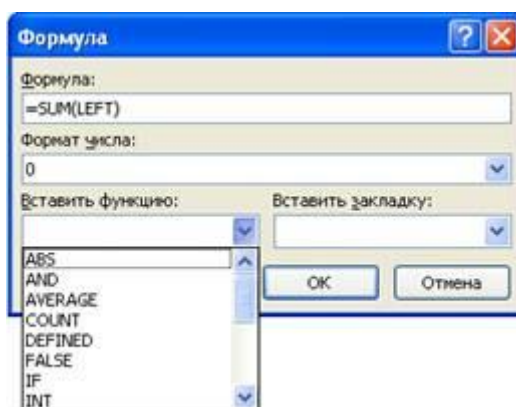 Формула
Формула:
=SUM(LEFT)
Формат числа:
0
Вставить функцию:
Вставить закладку:
ABS
AND
AVERAGE
COUNT
DEFINED
FALSE
IF
INT
ОК
Отмена